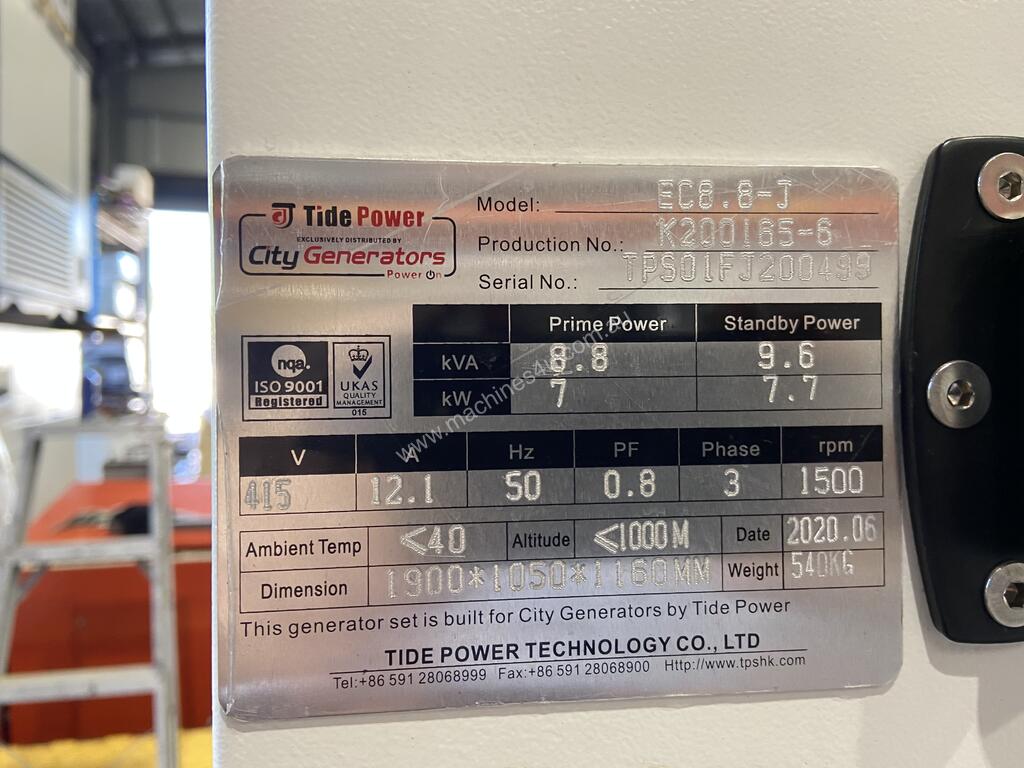 Tide Power
EXCLUSIVELY DISTRIBUTED BY
City Generators
Power On
Model: EC8.8-J
Production No.: K200165-6
Serial No.: TPS01FJ200499
nqa.
ISO 9001
Registered
UKAS
QUALITY
MANAGEMENT
015
Prime Power Standby Power
kVA 8.8 9.6
kW 7 7.7
V A Hz PF Phase rpm
415 12.1 50 0.8 3 1500
Ambient Temp ≤40 Altitude ≤1000M Date 2020.06
Dimension 1900*1050*1160MM Weight 540KG
This generator set is built for City Generators by Tide Power
TIDE POWER TECHNOLOGY CO., LTD
Tel:+86 591 28068999 Fax:+86 591 28068900 Http://www.tpshk.com
www.machines4u.com.au